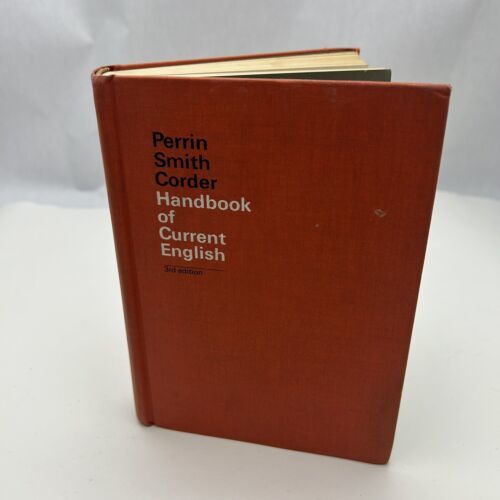 Perrin
Smith
Corder
Handbook
of
Current
English
3rd edition